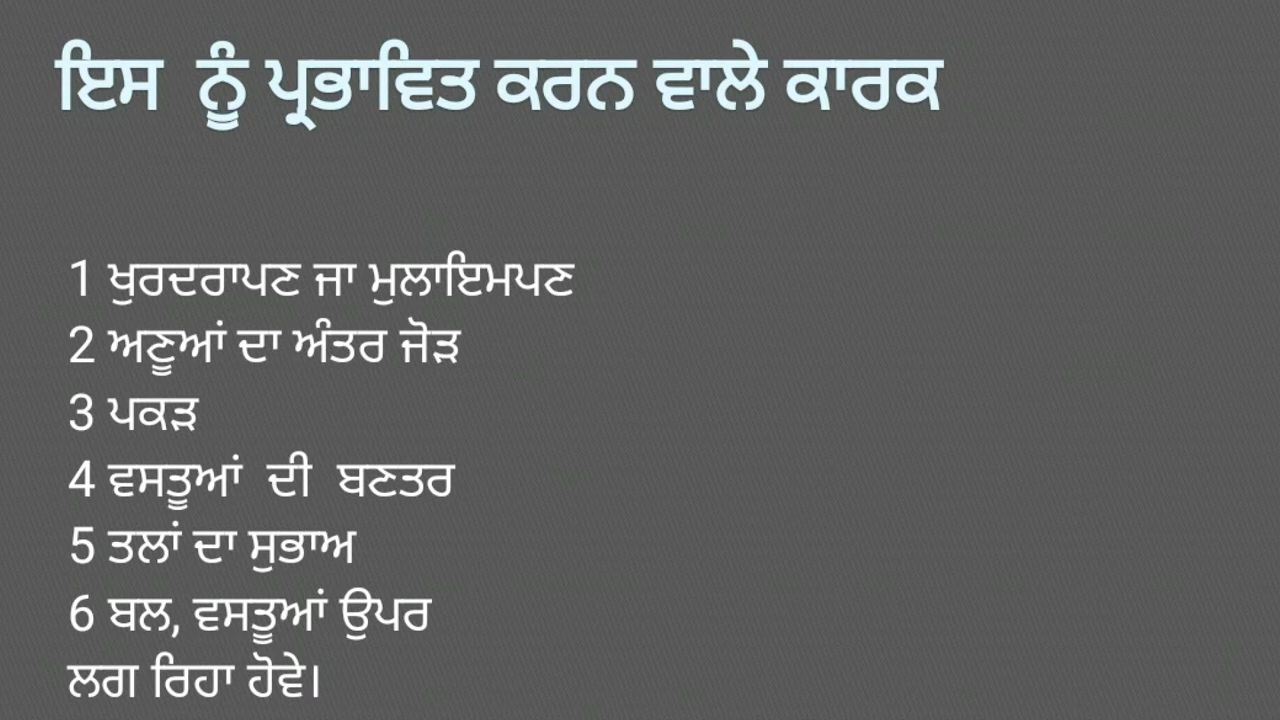 ਇਸ ਨੂੰ ਪ੍ਰਭਾਵਿਤ ਕਰਨ ਵਾਲੇ ਕਾਰਕ
1 ਖੁਰਦਰਾਪਣ ਜਾ ਮੁਲਾਇਮਪਣ
2 ਅਣੂਆਂ ਦਾ ਅੰਤਰ ਜੋੜ
3 ਪਕੜ
4 ਵਸਤੂਆਂ ਦੀ ਬਣਤਰ
5 ਤਲਾਂ ਦਾ ਸੁਭਾਅ
6 ਬਲ, ਵਸਤੂਆਂ ਉਪਰ
ਲਗ ਰਿਹਾ ਹੋਵੇ।